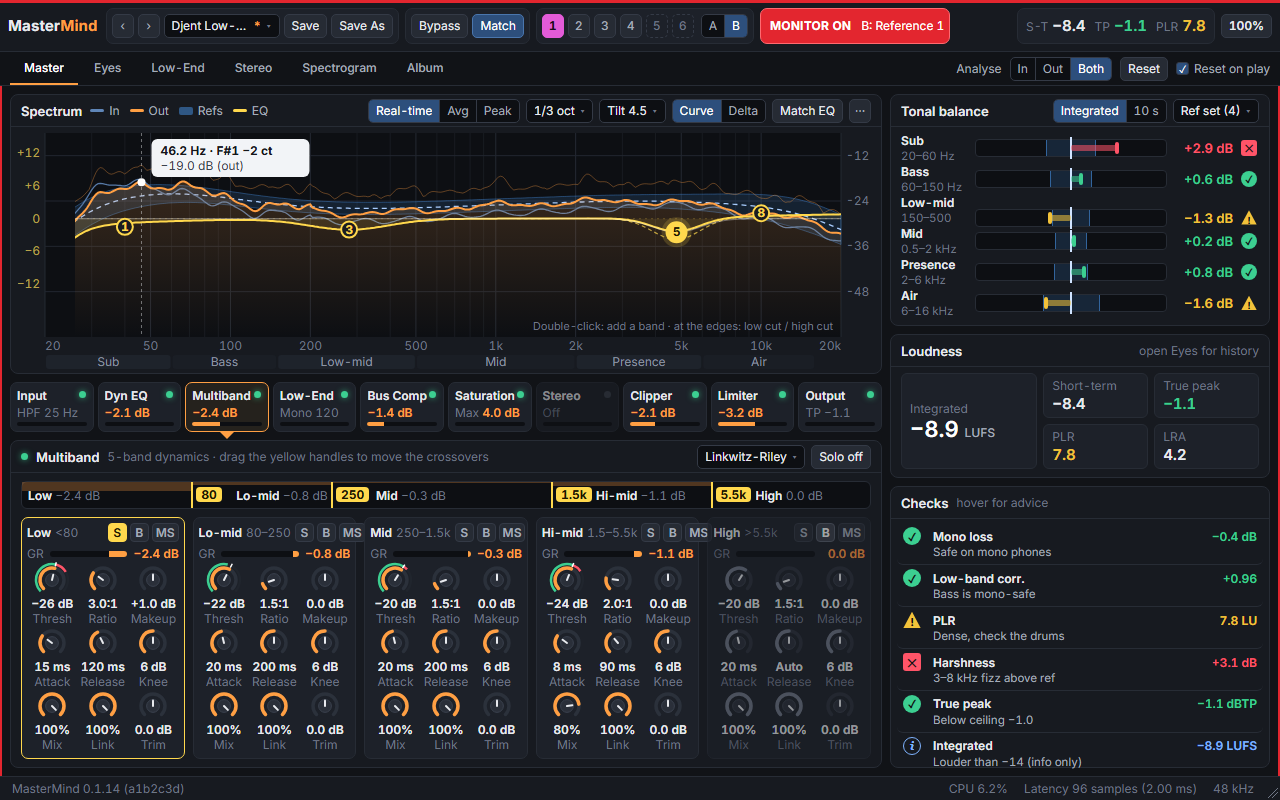 MasterMind ‹ › Djent Low-... * Save Save As Bypass Match 1 2 3 4 5 6 A B MONITOR ON B: Reference 1 S-T −8.4 TP −1.1 PLR 7.8 100%
Master Eyes Low-End Stereo Spectrogram Album Analyse In Out Both Reset Reset on play
Spectrum In Out Refs EQ Real-time Avg Peak 1/3 oct Tilt 4.5 Curve Delta Match EQ ...
46.2 Hz · F#1 −2 ct
−19.0 dB (out)
+12 −12
+6 −24
0 −36
−6 −48
−12
1 3 5 8
Double-click: add a band · at the edges: low cut / high cut
20 50 100 200 500 1k 2k 5k 10k 20k
Sub Bass Low-mid Mid Presence Air
Input
HPF 25 Hz
Dyn EQ
−2.1 dB
Multiband
−2.4 dB
Low-End
Mono 120
Bus Comp
−1.4 dB
Saturation
Max 4.0 dB
Stereo
Off
Clipper
−2.1 dB
Limiter
−3.2 dB
Output
TP −1.1
Multiband 5-band dynamics · drag the yellow handles to move the crossovers Linkwitz-Riley Solo off
Low −2.4 dB 80 Lo-mid −0.8 dB 250 Mid −0.3 dB 1.5k Hi-mid −1.1 dB 5.5k High 0.0 dB
Low <80 S B MS
GR −2.4 dB
−26 dB 3.0:1 +1.0 dB
Thresh Ratio Makeup
15 ms 120 ms 6 dB
Attack Release Knee
100% 100% 0.0 dB
Mix Link Trim
Lo-mid 80–250 S B MS
GR −0.8 dB
−22 dB 1.5:1 0.0 dB
Thresh Ratio Makeup
20 ms 200 ms 6 dB
Attack Release Knee
100% 100% 0.0 dB
Mix Link Trim
Mid 250–1.5k S B MS
GR −0.3 dB
−20 dB 1.5:1 0.0 dB
Thresh Ratio Makeup
20 ms 200 ms 6 dB
Attack Release Knee
100% 100% 0.0 dB
Mix Link Trim
Hi-mid 1.5–5.5k S B MS
GR −1.1 dB
−24 dB 2.0:1 0.0 dB
Thresh Ratio Makeup
8 ms 90 ms 6 dB
Attack Release Knee
80% 100% 0.0 dB
Mix Link Trim
High >5.5k S B MS
GR 0.0 dB
−20 dB 1.5:1 0.0 dB
Thresh Ratio Makeup
20 ms Auto 6 dB
Attack Release Knee
100% 100% 0.0 dB
Mix Link Trim
Tonal balance Integrated 10 s Ref set (4)
Sub
20–60 Hz +2.9 dB
Bass
60–150 Hz +0.6 dB
Low-mid
150–500 −1.3 dB
Mid
0.5–2 kHz +0.2 dB
Presence
2–6 kHz +0.8 dB
Air
6–16 kHz −1.6 dB
Loudness open Eyes for history
Integrated
−8.9 LUFS
Short-term
−8.4
True peak
−1.1
PLR
7.8
LRA
4.2
Checks hover for advice
Mono loss −0.4 dB
Safe on mono phones
Low-band corr. +0.96
Bass is mono-safe
PLR 7.8 LU
Dense, check the drums
Harshness +3.1 dB
3–8 kHz fizz above ref
True peak −1.1 dBTP
Below ceiling −1.0
Integrated −8.9 LUFS
Louder than −14 (info only)
MasterMind 0.1.14 (a1b2c3d) CPU 6.2% Latency 96 samples (2.00 ms) 48 kHz